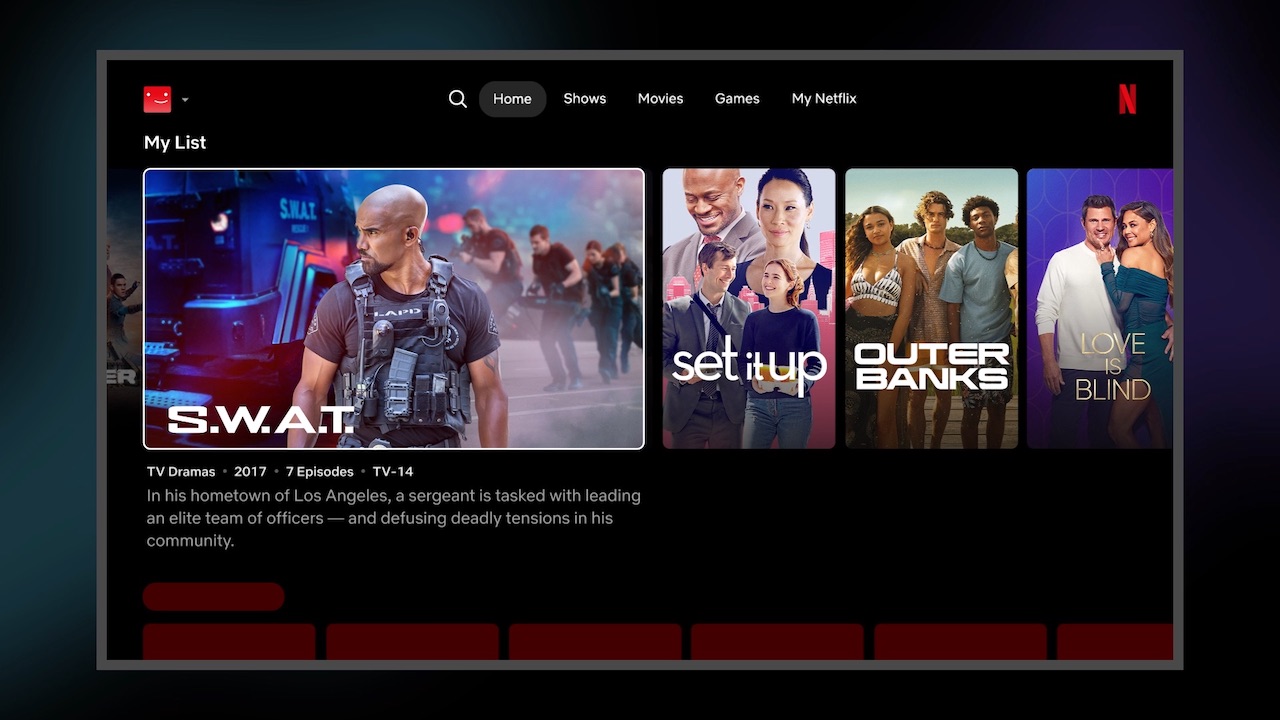 Home
Shows
Movies
Games
My Netflix
N
My List
S.W.A.T.
LAPD
S.W.A.T.
set it up
OUTER
BANKS
LOVE
IS
BLIND
ER
TV Dramas • 2017 • 7 Episodes • TV-14
In his hometown of Los Angeles, a sergeant is tasked with leading
an elite team of officers — and defusing deadly tensions in his
community.